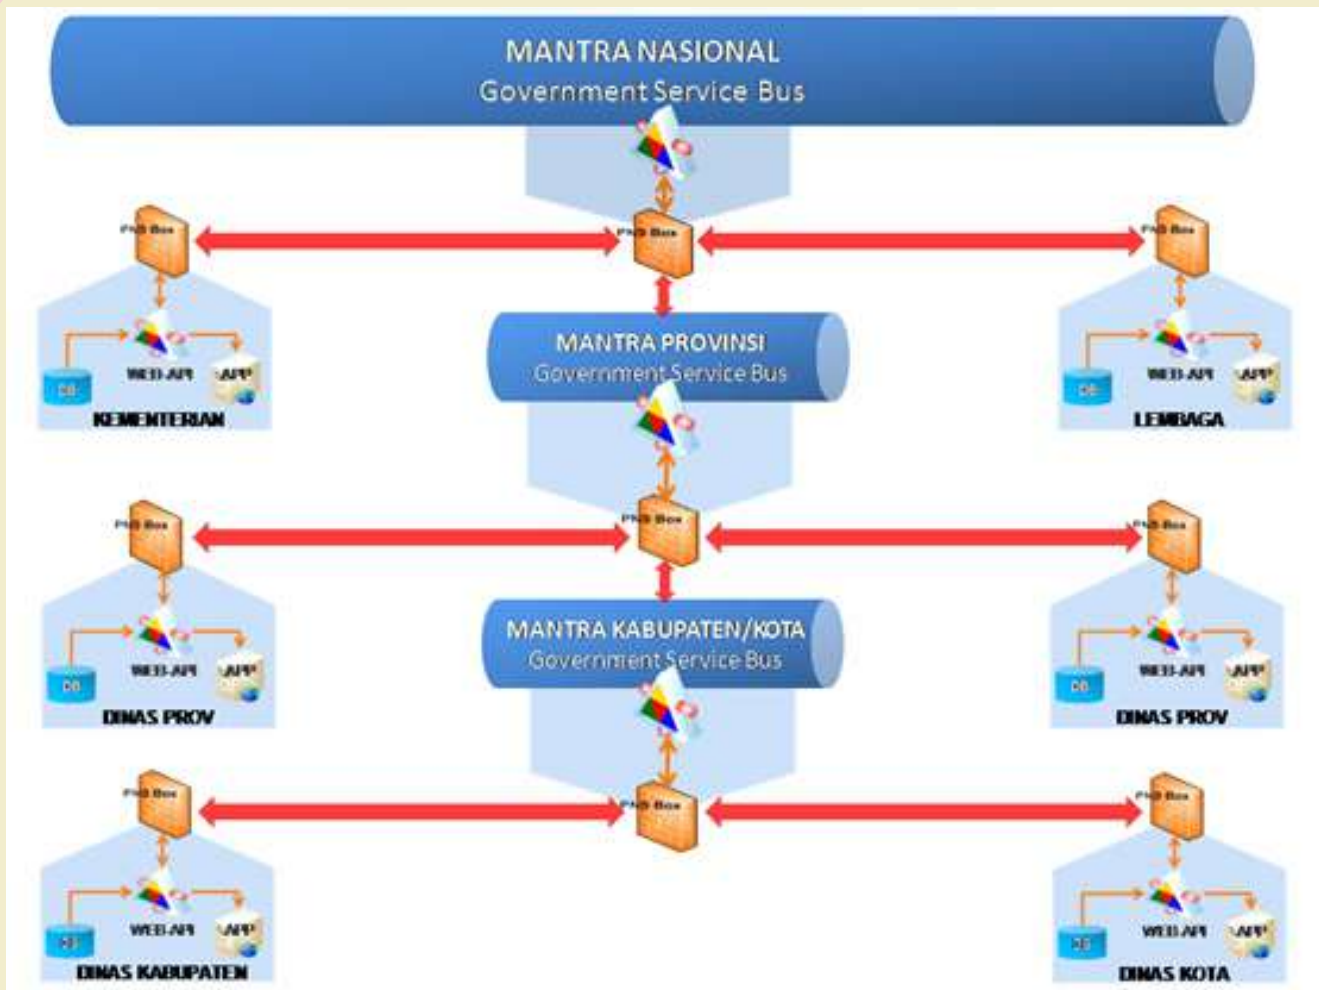 MANTRA NASIONAL
Government Service Bus
PNS Box
PNS Box
PNS Box
MANTRA PROVINSI
Government Service Bus
DB
WEB-API
APP
KEMENTERIAN
DB
WEB-API
APP
LEMBAGA
PNS Box
PNS Box
PNS Box
MANTRA KABUPATEN/KOTA
Government Service Bus
DB
WEB-API
APP
DINAS PROV
DB
WEB-API
APP
DINAS PROV
PNS Box
PNS Box
PNS Box
DB
WEB-API
APP
DINAS KABUPATEN
DB
WEB-API
APP
DINAS KOTA